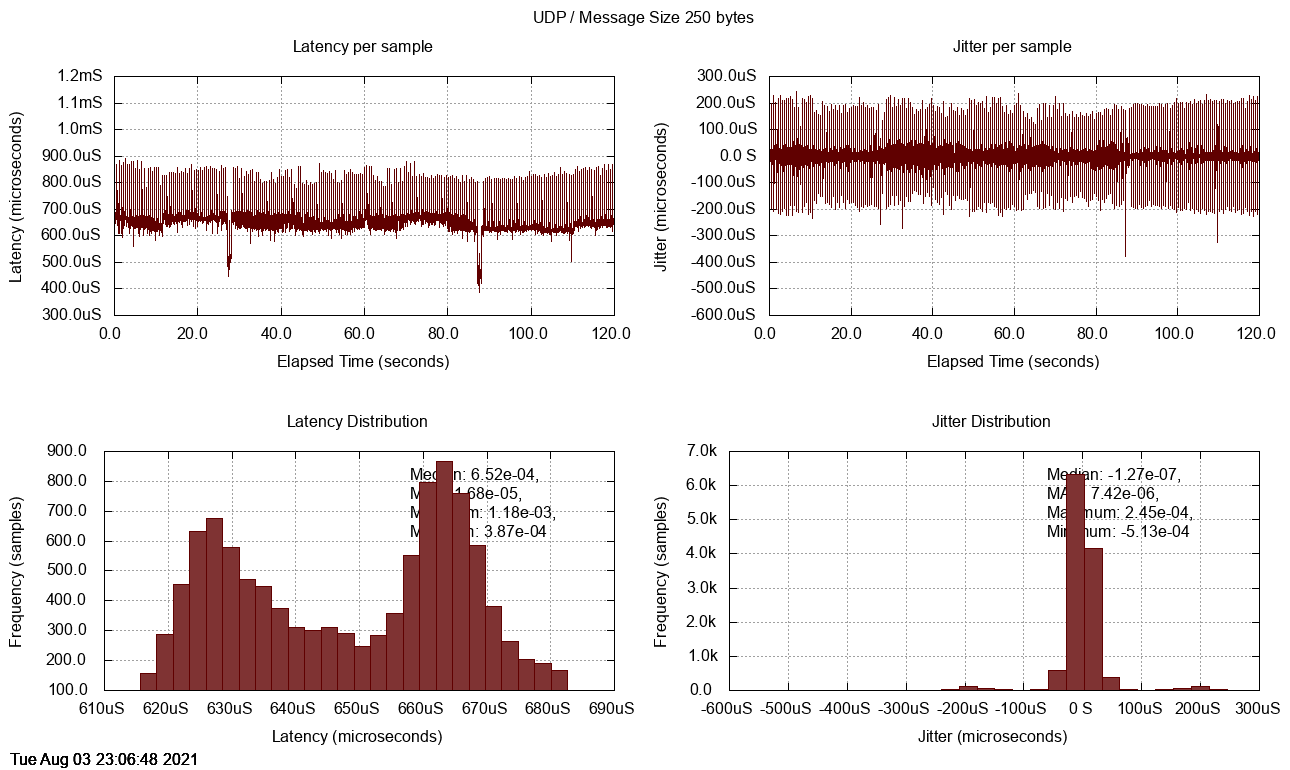 UDP / Message Size 250 bytes
Latency per sample
1.2mS
1.1mS
1.0mS
900.0uS
800.0uS
700.0uS
600.0uS
500.0uS
400.0uS
300.0uS
Latency (microseconds)
0.0 20.0 40.0 60.0 80.0 100.0 120.0
Elapsed Time (seconds)
Jitter per sample
300.0uS
200.0uS
100.0uS
0.0 S
-100.0uS
-200.0uS
-300.0uS
-400.0uS
-500.0uS
-600.0uS
Jitter (microseconds)
0.0 20.0 40.0 60.0 80.0 100.0 120.0
Elapsed Time (seconds)
Latency Distribution
900.0
800.0
700.0
600.0
500.0
400.0
300.0
200.0
100.0
Frequency (samples)
Median: 6.52e-04,
1.68e-05,
1.18e-03,
3.87e-04
610uS 620uS 630uS 640uS 650uS 660uS 670uS 680uS 690uS
Latency (microseconds)
Jitter Distribution
7.0k
6.0k
5.0k
4.0k
3.0k
2.0k
1.0k
0.0
Frequency (samples)
Median: -1.27e-07,
7.42e-06,
Maximum: 2.45e-04,
Minimum: -5.13e-04
-600uS -500uS -400uS -300uS -200uS -100uS 0 S 100uS 200uS 300uS
Jitter (microseconds)
Tue Aug 03 23:06:48 2021